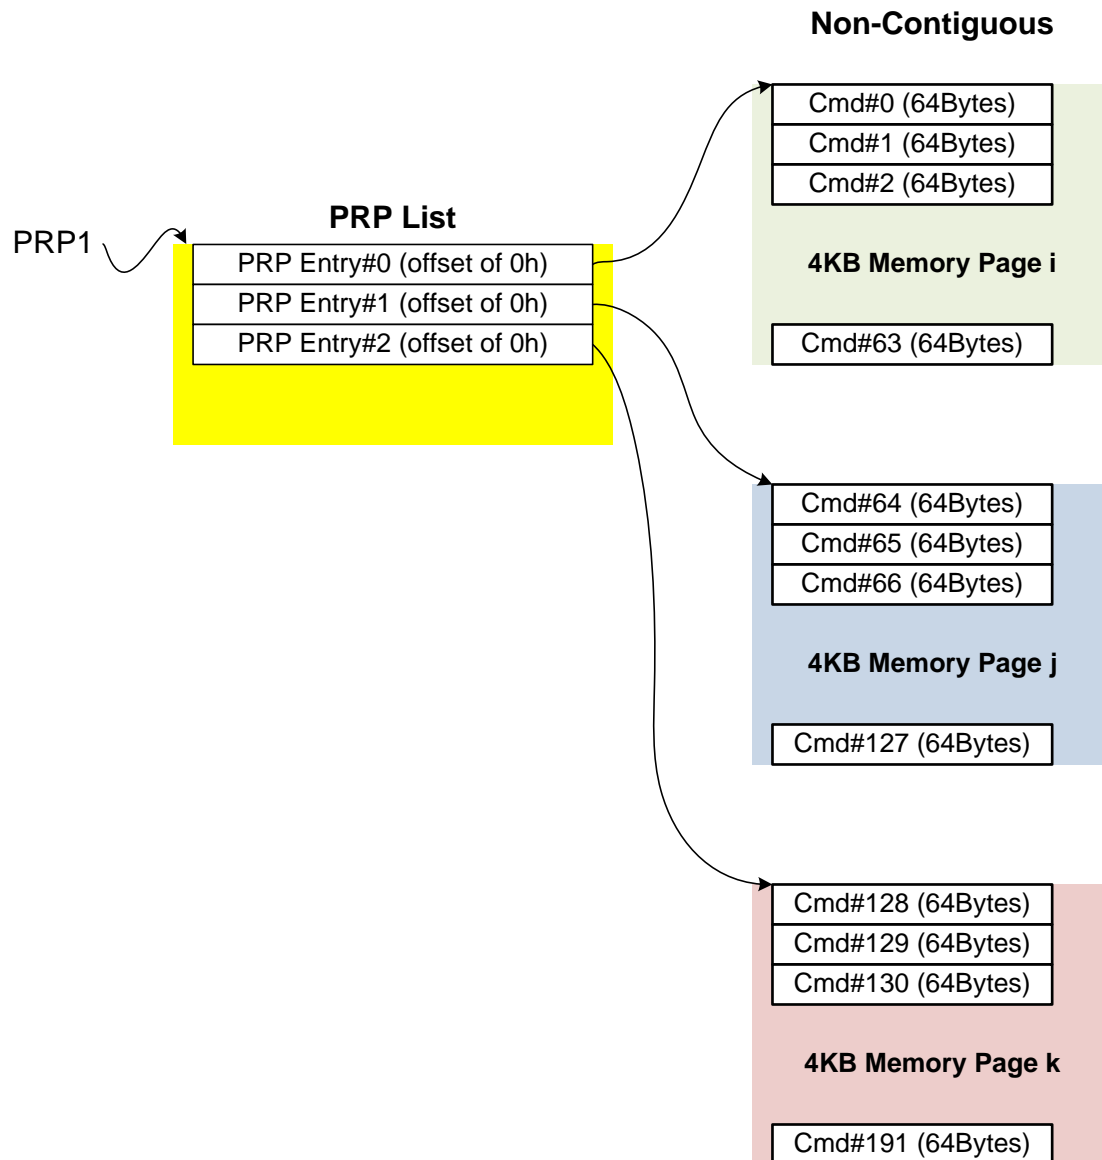 Non-Contiguous
Cmd#0 (64Bytes)
Cmd#1 (64Bytes)
Cmd#2 (64Bytes)
4KB Memory Page i
Cmd#63 (64Bytes)
PRP List
PRP1
PRP Entry#0 (offset of 0h)
PRP Entry#1 (offset of 0h)
PRP Entry#2 (offset of 0h)
Cmd#64 (64Bytes)
Cmd#65 (64Bytes)
Cmd#66 (64Bytes)
4KB Memory Page j
Cmd#127 (64Bytes)
Cmd#128 (64Bytes)
Cmd#129 (64Bytes)
Cmd#130 (64Bytes)
4KB Memory Page k
Cmd#191 (64Bytes)